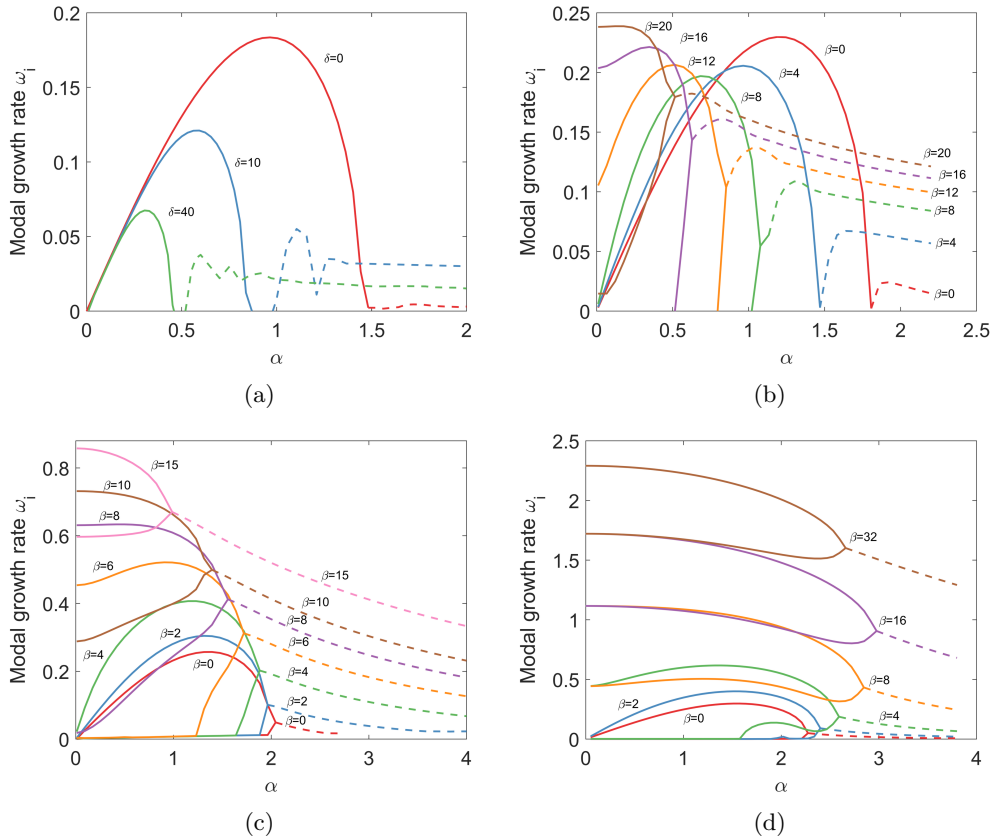 0.2
0.15
0.1
0.05
0
0
0.5
1
1.5
2
Modal growth rate ω_i
α
δ=0
δ=10
δ=40
(a)
0.25
0.2
0.15
0.1
0.05
0
0
0.5
1
1.5
2
2.5
Modal growth rate ω_i
α
β=20
β=16
β=12
β=8
β=0
β=4
β=20
β=16
β=12
β=8
β=4
β=0
(b)
0.8
0.6
0.4
0.2
0
0
1
2
3
4
Modal growth rate ω_i
α
β=15
β=10
β=8
β=6
β=4
β=2
β=0
β=15
β=10
β=8
β=6
β=4
β=2
β=0
(c)
2.5
2
1.5
1
0.5
0
0
1
2
3
4
Modal growth rate ω_i
α
β=32
β=16
β=8
β=4
β=2
β=0
(d)